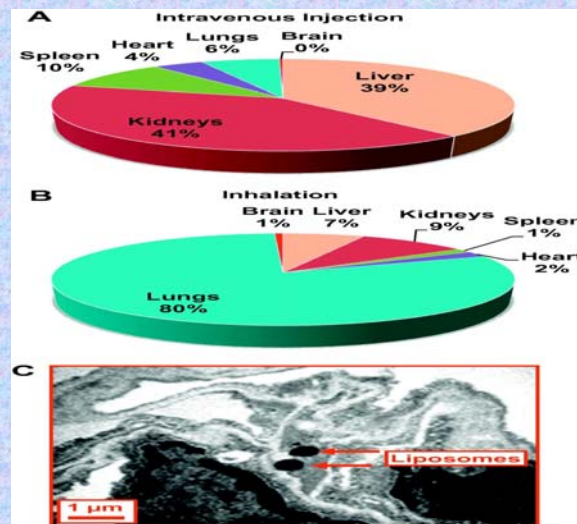 A
Intravenous Injection
Brain
0%
Lungs
6%
Heart
4%
Spleen
10%
Liver
39%
Kidneys
41%
B
Inhalation
Brain
1%
Liver
7%
Kidneys
9%
Spleen
1%
Heart
2%
Lungs
80%
C
Liposomes
1 μm